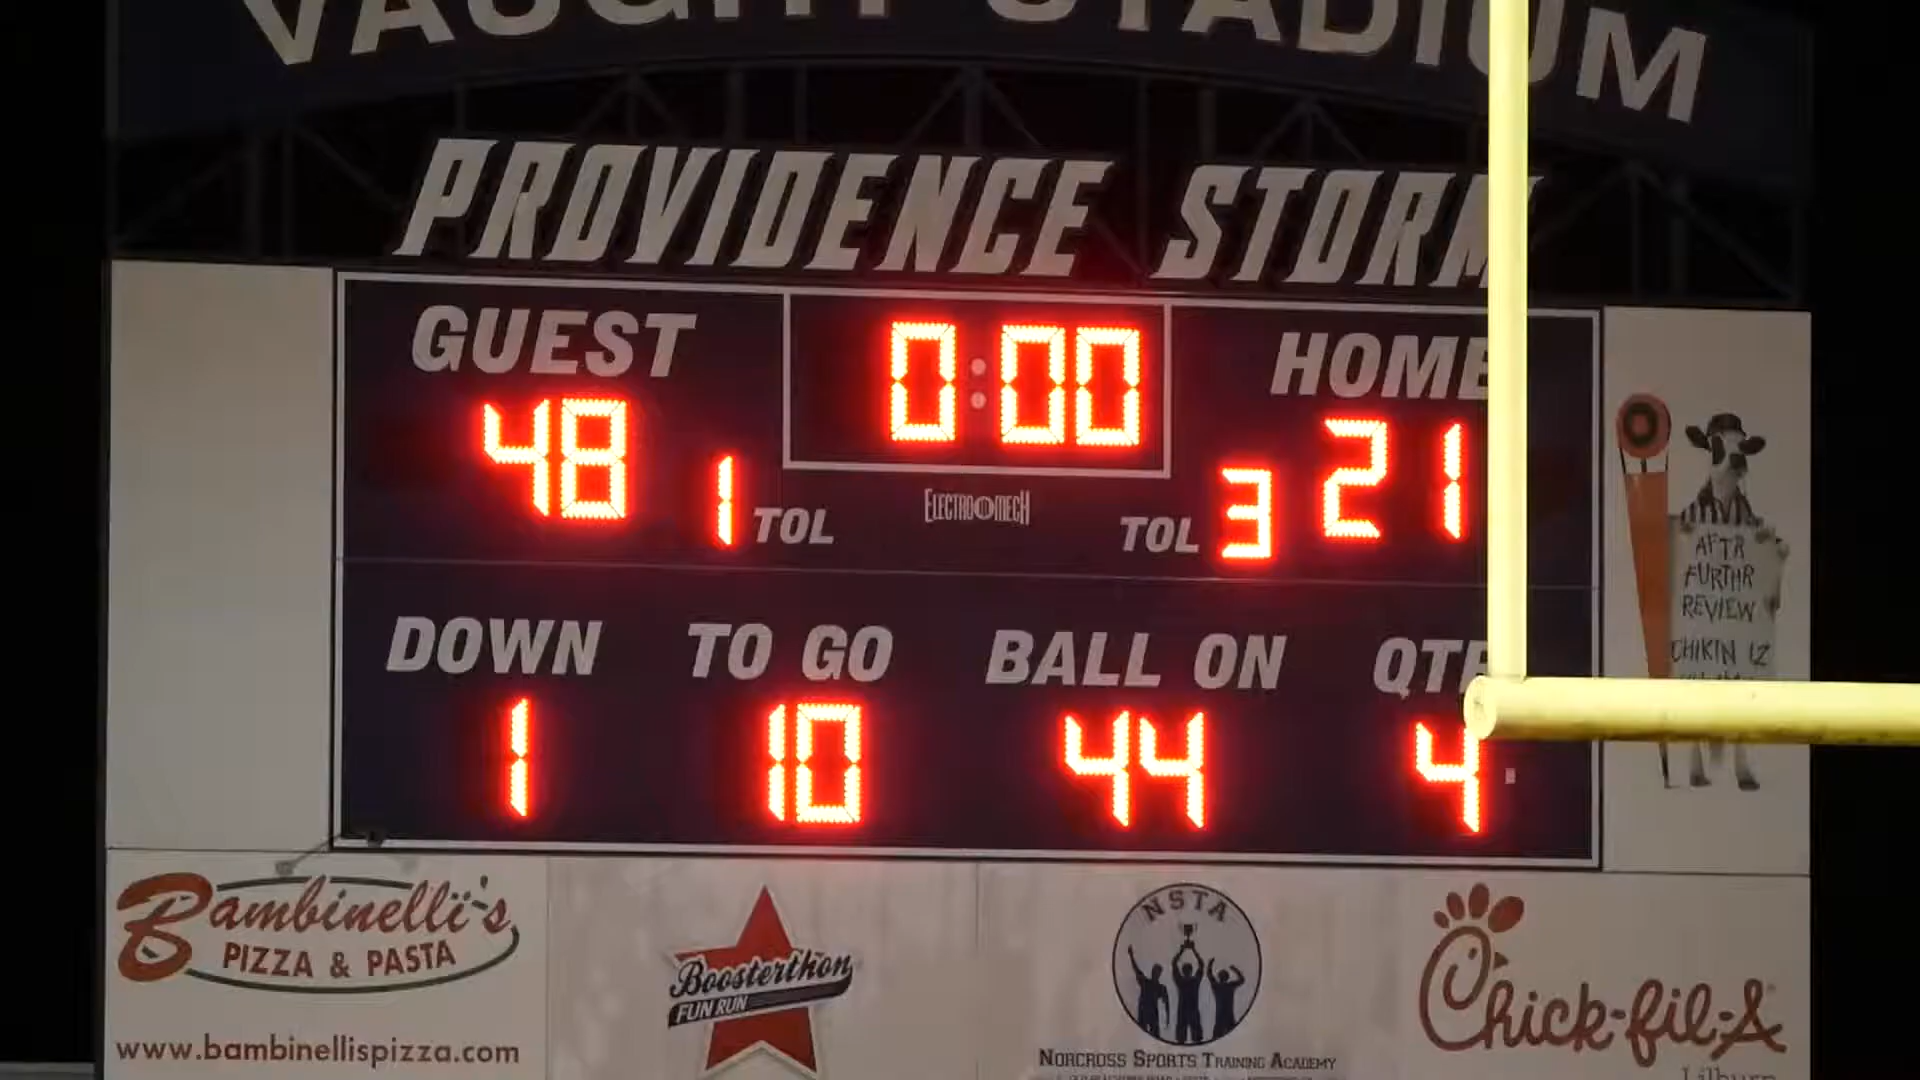 VAUGHT STADIUM
PROVIDENCE STORM
GUEST 0:00 HOME
48 1 TOL ELECTRO-MECH TOL 3 21
DOWN TO GO BALL ON QTR
1 10 44 4
AFTR
FURTHR
REVIEW
CHIKIN IZ
Bambinelli's
PIZZA & PASTA
www.bambinellispizza.com
Boosterthon
FUN RUN
NSTA
NORCROSS SPORTS TRAINING ACADEMY
Chick-fil-A
Lilburn